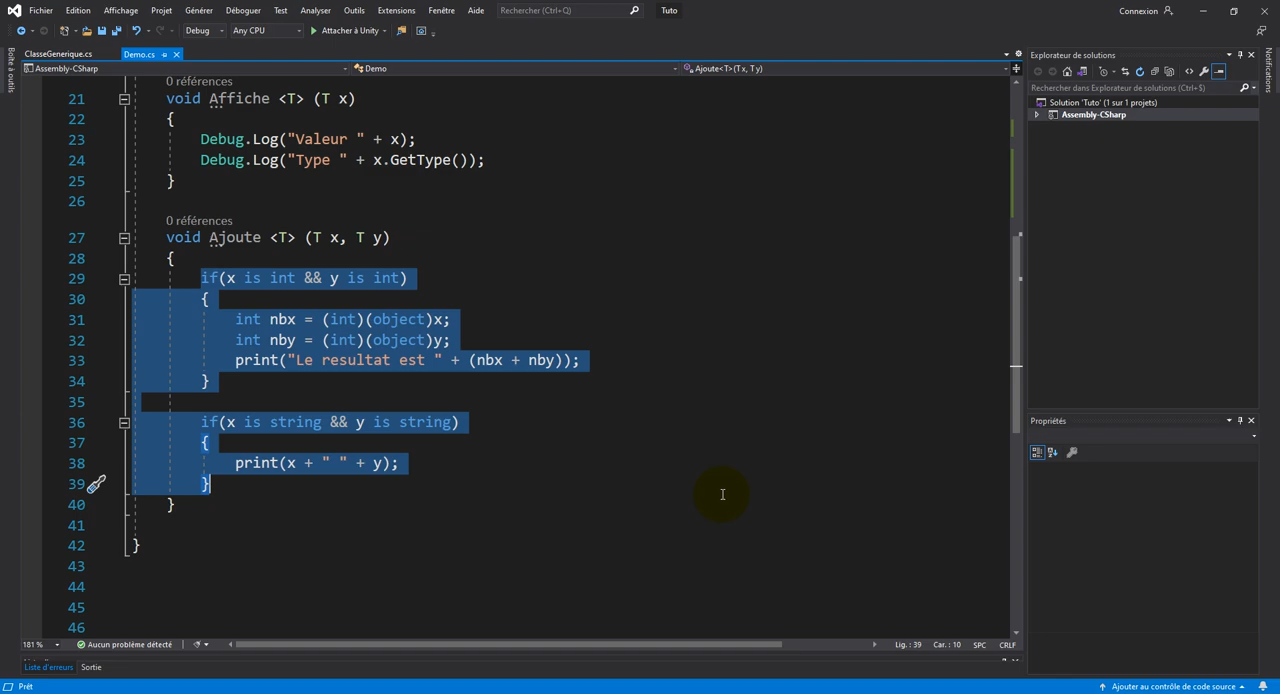 Fichier Edition Affichage Projet Générer Déboguer Test Analyser Outils Extensions Fenêtre Aide Rechercher (Ctrl+Q) Tuto Connexion
Debug Any CPU Attacher à Unity
Boîte à outils
ClasseGenerique.cs Demo.cs
Assembly-CSharp Demo Ajoute<T>(T x, T y)
0 références
21 void Affiche <T> (T x)
22 {
23 Debug.Log("Valeur " + x);
24 Debug.Log("Type " + x.GetType());
25 }
26
0 références
27 void Ajoute <T> (T x, T y)
28 {
29 if(x is int && y is int)
30 {
31 int nbx = (int)(object)x;
32 int nby = (int)(object)y;
33 print("Le resultat est " + (nbx + nby));
34 }
35
36 if(x is string && y is string)
37 {
38 print(x + " " + y);
39 }
40 }
41
42 }
43
44
45
46
181 % Aucun problème détecté Lig. : 39 Car. : 10 SPC CRLF
Liste d'erreurs Sortie
Explorateur de solutions
Rechercher dans Explorateur de solutions (Ctrl+$)
Solution 'Tuto' (1 sur 1 projets)
Assembly-CSharp
Propriétés
Notifications
Prêt Ajouter au contrôle de code source